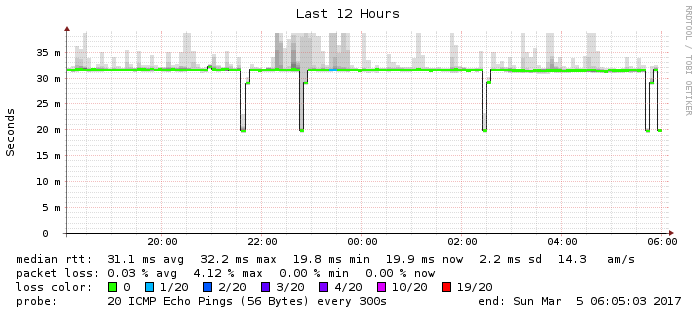 Last 12 Hours
RRDTOOL / TOBI OETIKER
Seconds
35 m
30 m
25 m
20 m
15 m
10 m
5 m
0
20:00 22:00 00:00 02:00 04:00 06:00
median rtt: 31.1 ms avg 32.2 ms max 19.8 ms min 19.9 ms now 2.2 ms sd 14.3 am/s
packet loss: 0.03 % avg 4.12 % max 0.00 % min 0.00 % now
loss color: 0 1/20 2/20 3/20 4/20 10/20 19/20
probe: 20 ICMP Echo Pings (56 Bytes) every 300s end: Sun Mar 5 06:05:03 2017